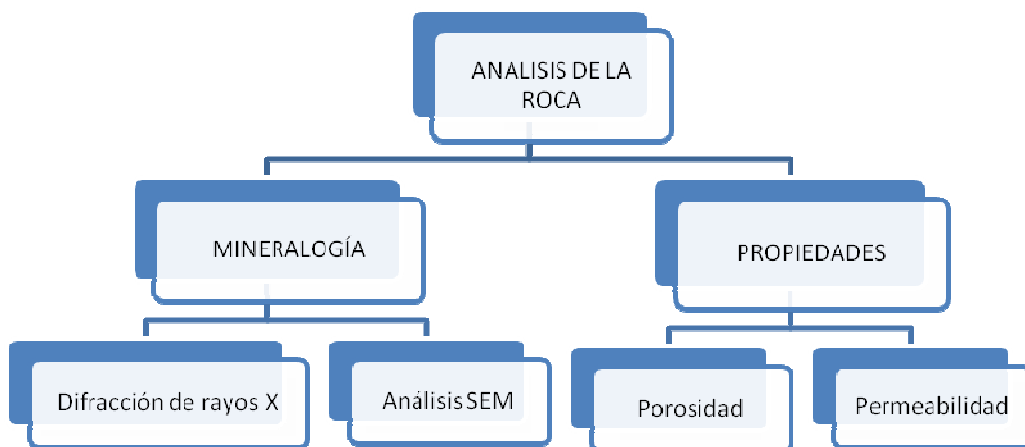 ANALISIS DE LA
ROCA
MINERALOGÍA
PROPIEDADES
Difracción de rayos X
Análisis SEM
Porosidad
Permeabilidad